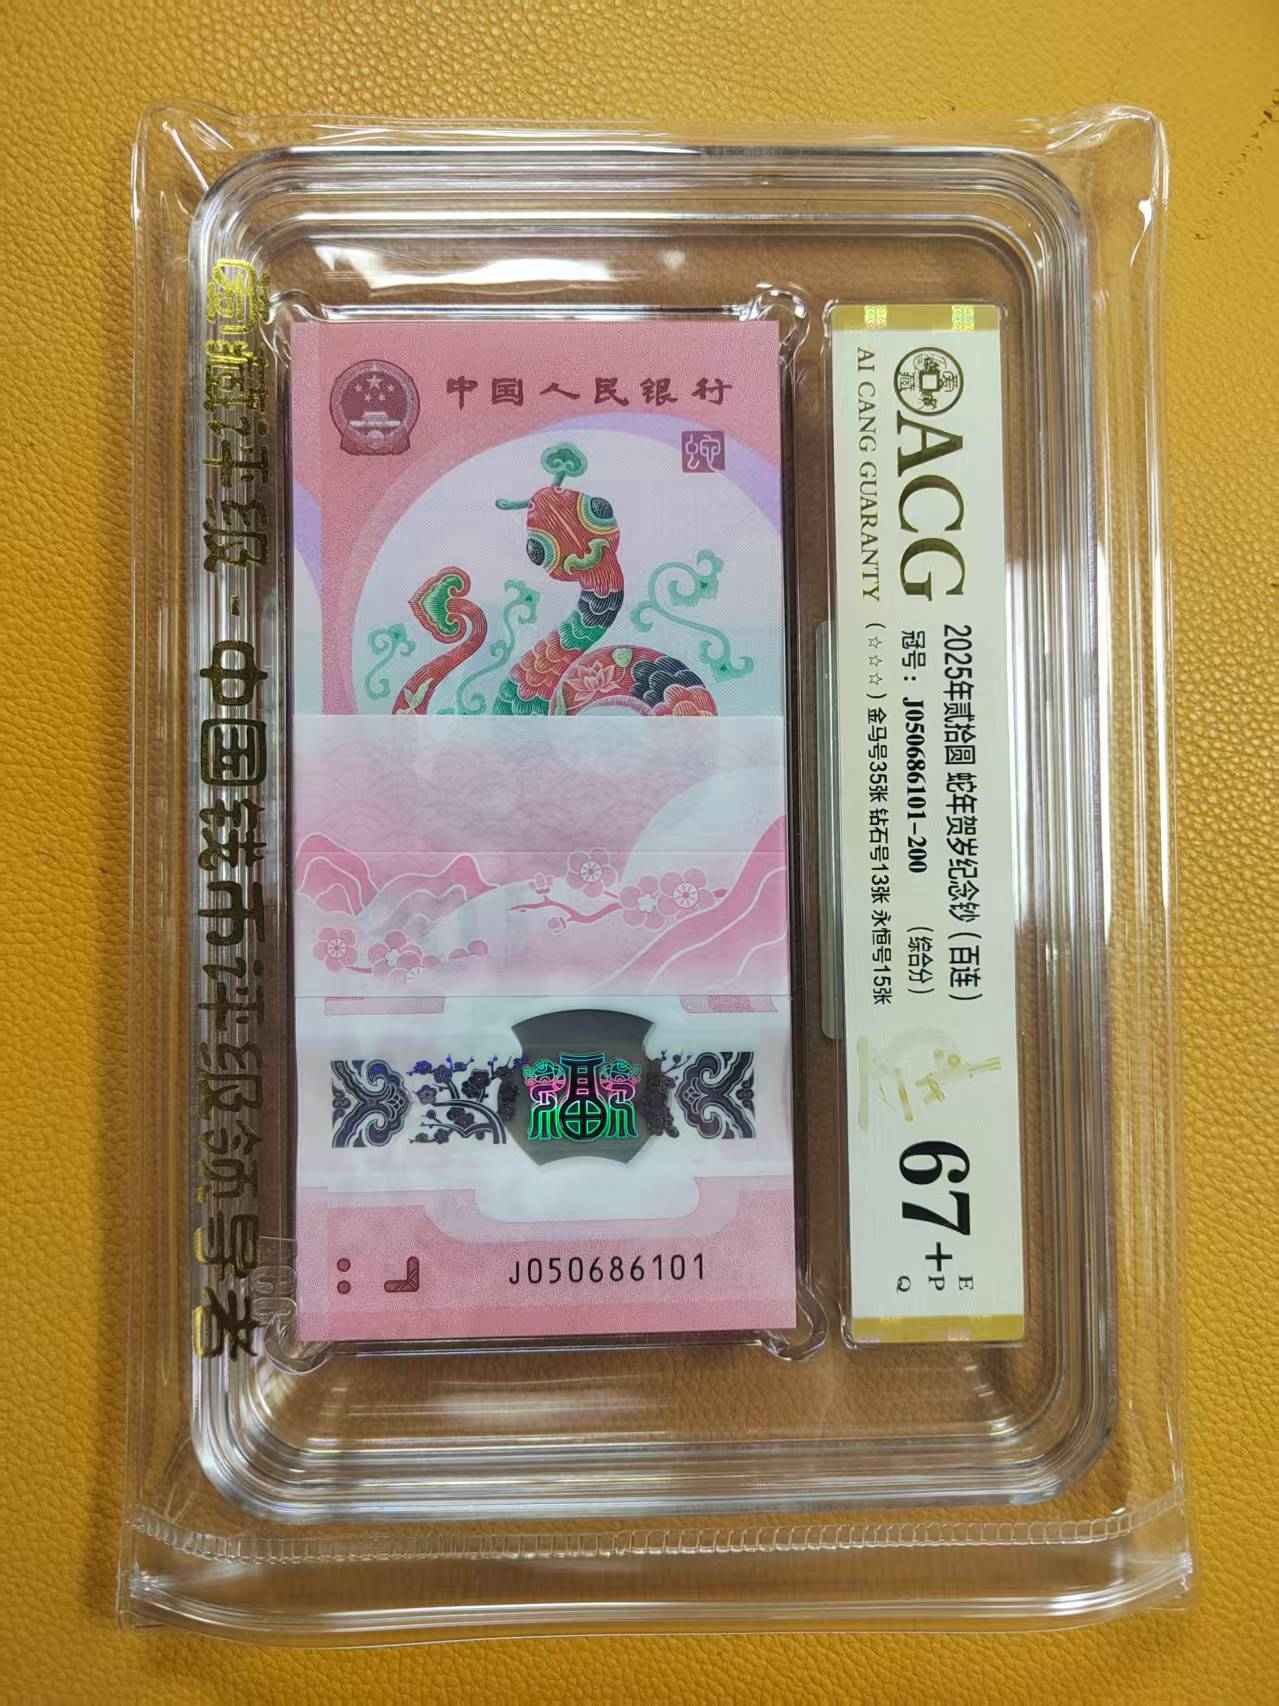 爱藏评级 - 中国钱币评级领导者
中国人民银行
蛇
J050686101
爱藏
ACG
AI CANG GUARANTY
2025年贰拾圆 蛇年贺岁纪念钞(百连)
冠号:J050686101-200 (综合分)
(☆☆☆) 金马号35张 钻石号13张 永恒号15张
67+
E
P
Q